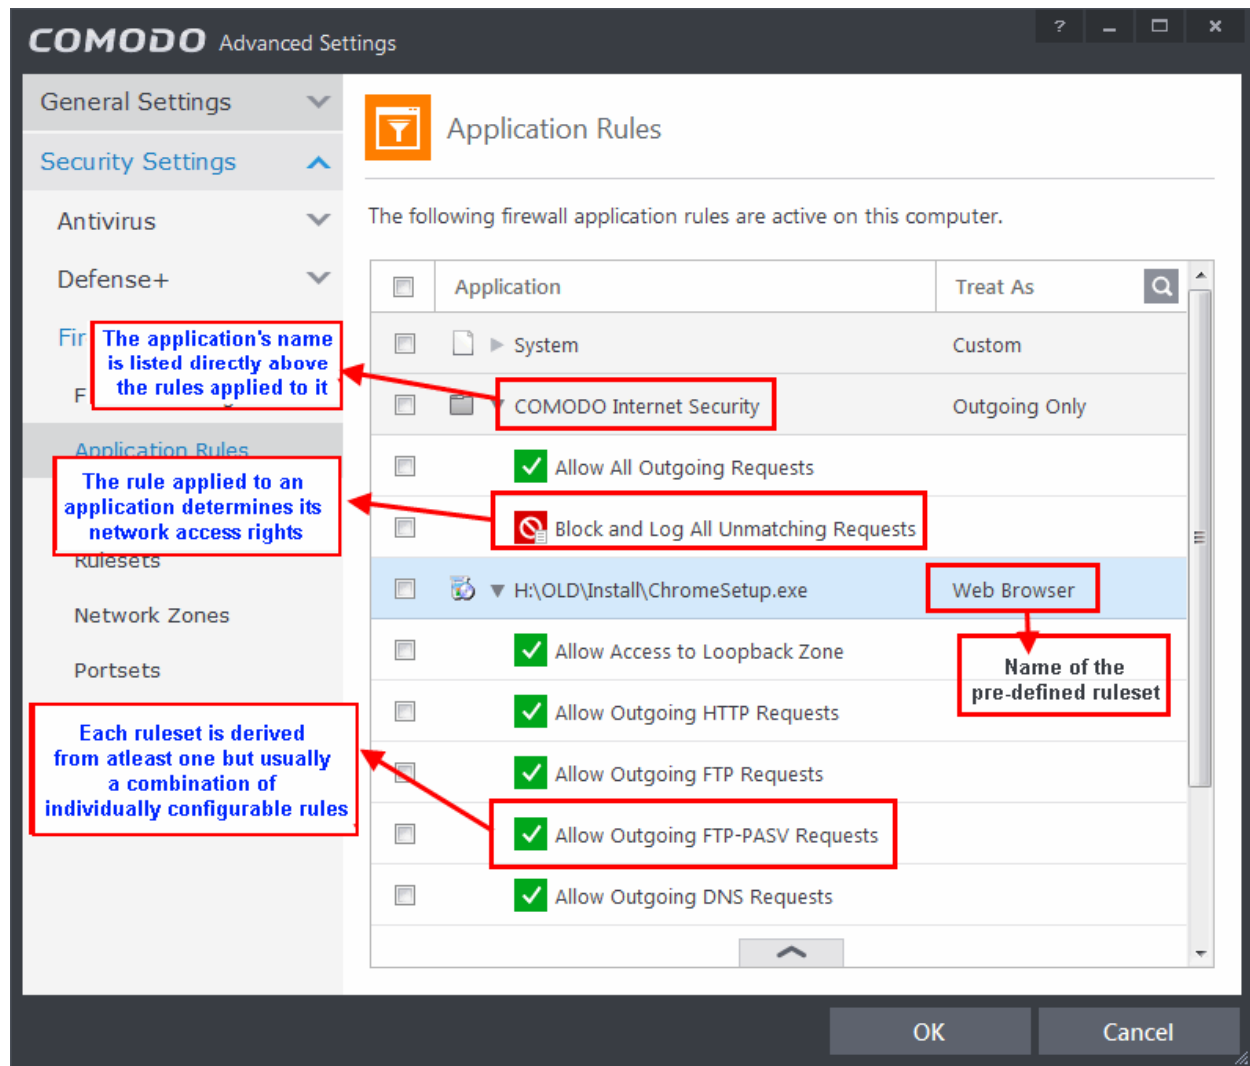 COMODO Advanced Settings
?
General Settings
Security Settings
Antivirus
Defense+
Fir
F
Application Rules
Rulesets
Network Zones
Portsets
The application's name
is listed directly above
the rules applied to it
The rule applied to an
application determines its
network access rights
Each ruleset is derived
from atleast one but usually
a combination of
individually configurable rules
Application Rules
The following firewall application rules are active on this computer.
Application Treat As
System Custom
COMODO Internet Security Outgoing Only
Allow All Outgoing Requests
Block and Log All Unmatching Requests
H:\OLD\Install\ChromeSetup.exe Web Browser
Allow Access to Loopback Zone
Name of the
pre-defined ruleset
Allow Outgoing HTTP Requests
Allow Outgoing FTP Requests
Allow Outgoing FTP-PASV Requests
Allow Outgoing DNS Requests
OK Cancel